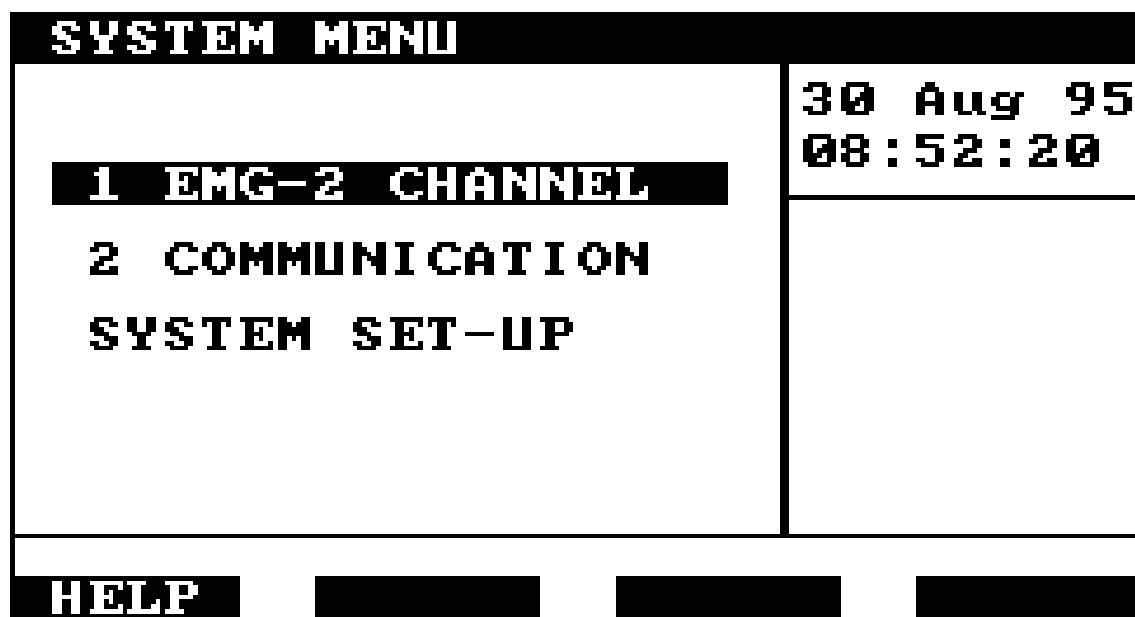 SYSTEM MENU
30 Aug 95
08:52:20
1 EMG-2 CHANNEL
2 COMMUNICATION
SYSTEM SET-UP
HELP